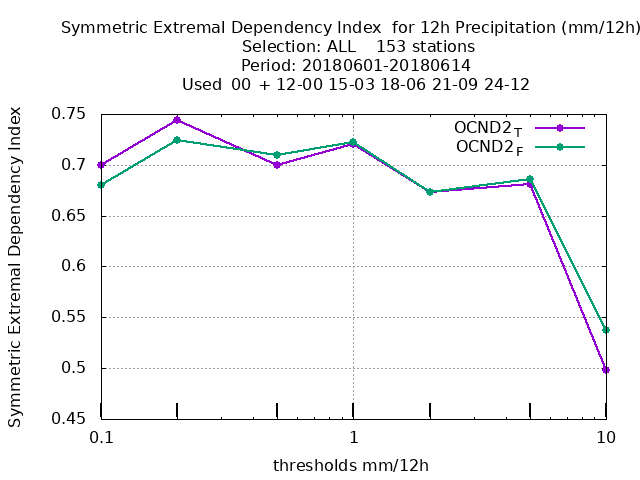 Symmetric Extremal Dependency Index  for 12h Precipitation (mm/12h)
Selection: ALL    153 stations
Period: 20180601-20180614
Used  00 + 12-00 15-03 18-06 21-09 24-12
Symmetric Extremal Dependency Index
0.75
0.7
0.65
0.6
0.55
0.5
0.45
OCND2T
OCND2F
0.1
1
10
thresholds mm/12h